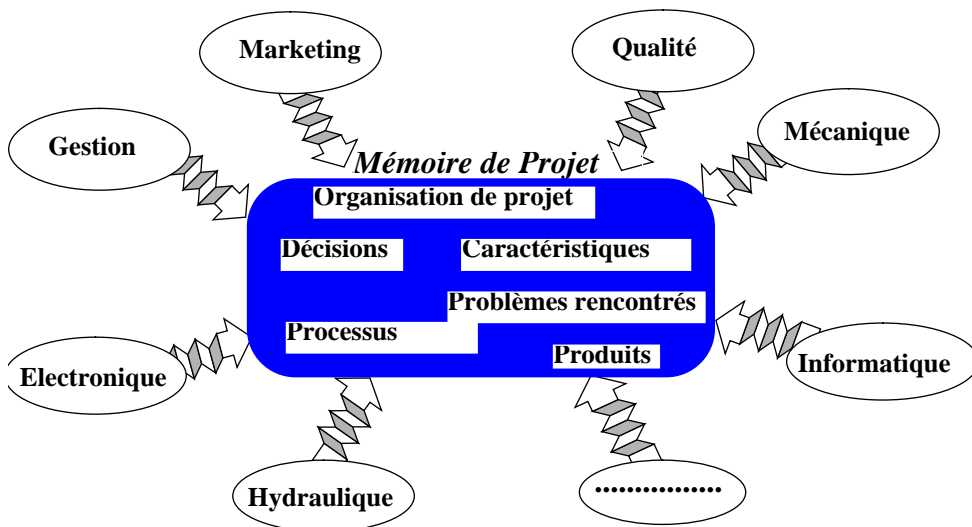 Marketing
Qualité
Gestion
Mécanique
Mémoire de Projet
Organisation de projet
Décisions
Caractéristiques
Problèmes rencontrés
Processus
Produits
Electronique
Informatique
Hydraulique
................